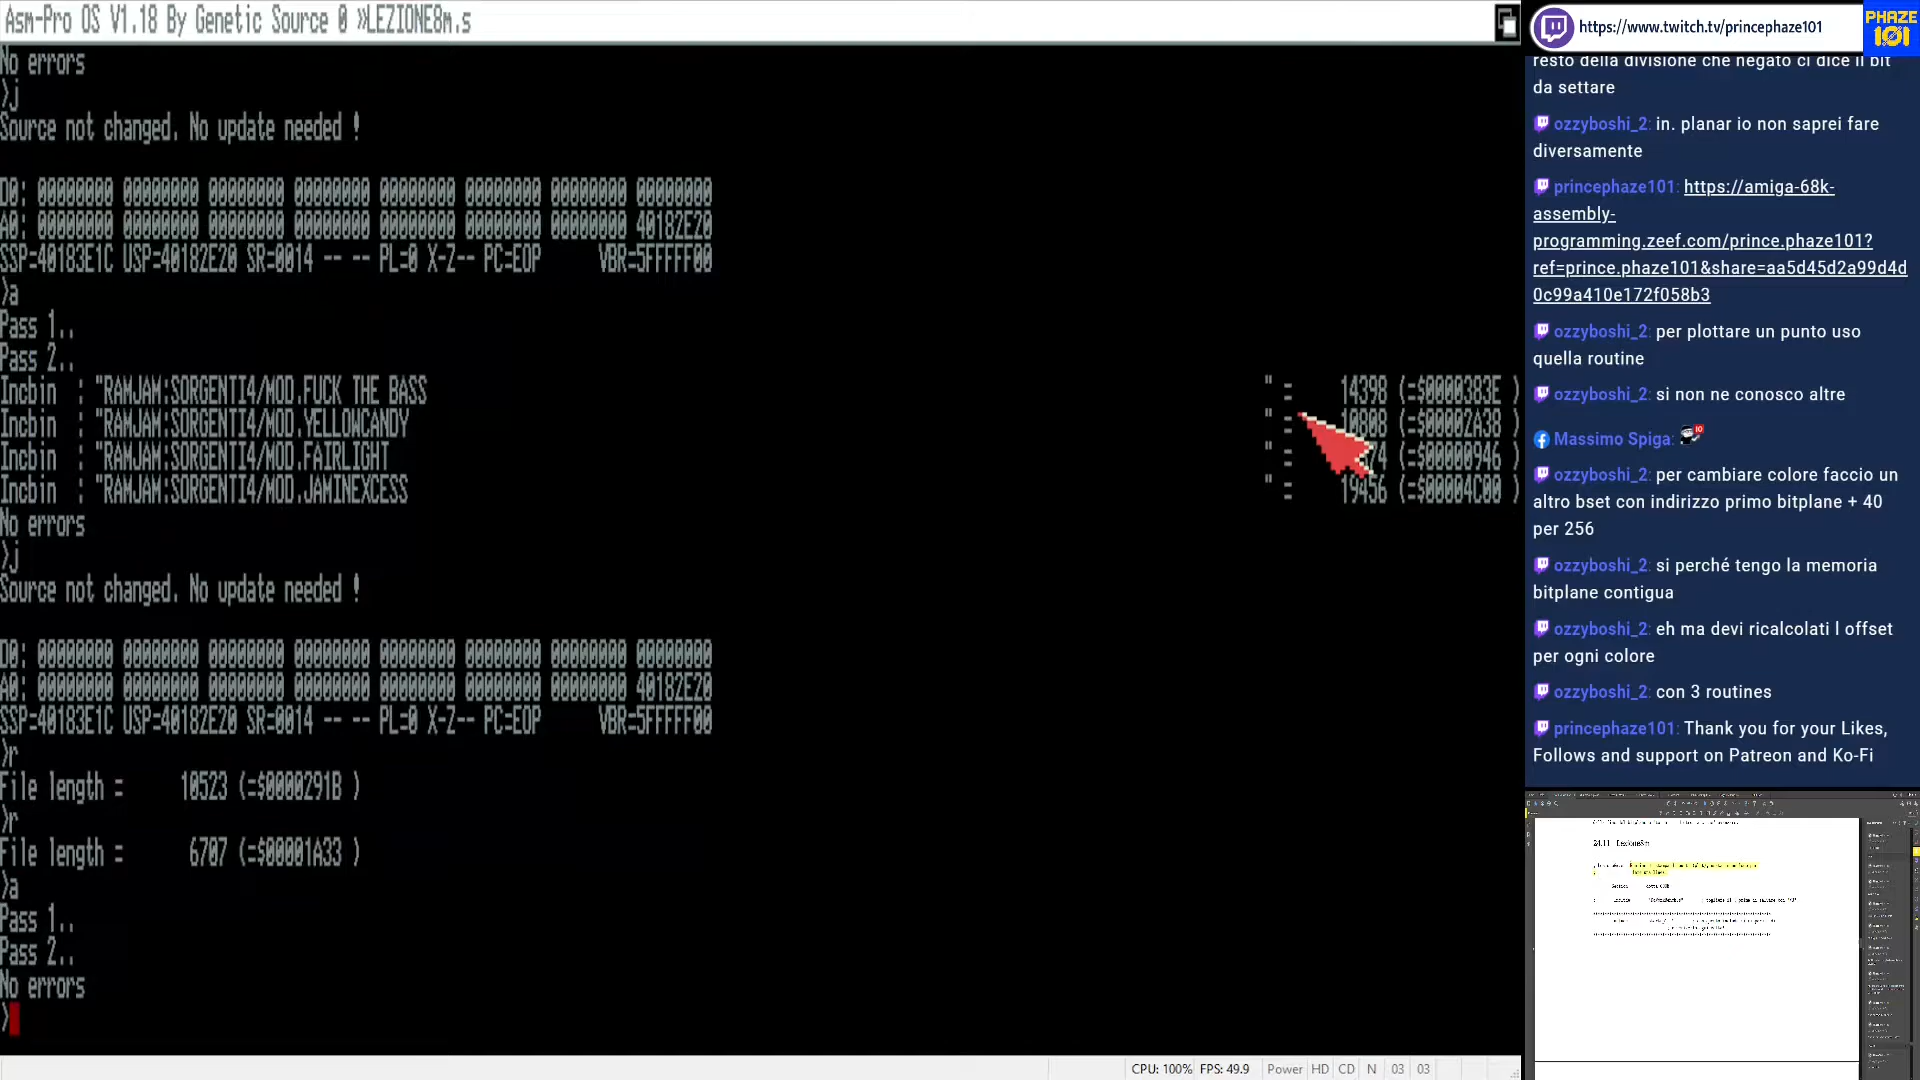 Asm-Pro OS V1.18 By Genetic Source 0 »LEZIONE8m.s
No errors
>j
Source not changed. No update needed !
D0: 00000000 00000000 00000000 00000000 00000000 00000000 00000000 00000000
A0: 00000000 00000000 00000000 00000000 00000000 00000000 00000000 40182E20
SSP=40183E1C USP=40182E20 SR=0014 -- -- PL=0 X-Z-- PC=EOP VBR=5FFFFF00
>a
Pass 1..
Pass 2..
Incbin : "RAMJAM:SORGENTI4/MOD.FUCK THE BASS " = 14398 (=$0000383E )
Incbin : "RAMJAM:SORGENTI4/MOD.YELLOWCANDY " = 10808 (=$00002A38 )
Incbin : "RAMJAM:SORGENTI4/MOD.FAIRLIGHT " = (=$00000946 )
Incbin : "RAMJAM:SORGENTI4/MOD.JAMINEXCESS " = 19456 (=$00004C00 )
No errors
>j
Source not changed. No update needed !
D0: 00000000 00000000 00000000 00000000 00000000 00000000 00000000 00000000
A0: 00000000 00000000 00000000 00000000 00000000 00000000 00000000 40182E20
SSP=40183E1C USP=40182E20 SR=0014 -- -- PL=0 X-Z-- PC=EOP VBR=5FFFFF00
>r
File length = 10523 (=$0000291B )
>r
File length = 6707 (=$00001A33 )
>a
Pass 1..
Pass 2..
No errors
>
CPU: 100% FPS: 49.9 Power HD CD N 03 03
https://www.twitch.tv/princephaze101
PHAZE
101
resto della divisione che negato ci dice il bit
da settare
ozzyboshi_2: in. planar io non saprei fare
diversamente
princephaze101: https://amiga-68k-
assembly-
programming.zeef.com/prince.phaze101?
ref=prince.phaze101&share=aa5d45d2a99d4d
0c99a410e172f058b3
ozzyboshi_2: per plottare un punto uso
quella routine
ozzyboshi_2: si non ne conosco altre
Massimo Spiga:
ozzyboshi_2: per cambiare colore faccio un
altro bset con indirizzo primo bitplane + 40
per 256
ozzyboshi_2: si perché tengo la memoria
bitplane contigua
ozzyboshi_2: eh ma devi ricalcolati l offset
per ogni colore
ozzyboshi_2: con 3 routines
princephaze101: Thank you for your Likes,
Follows and support on Patreon and Ko-Fi
24.11 Lezione8m